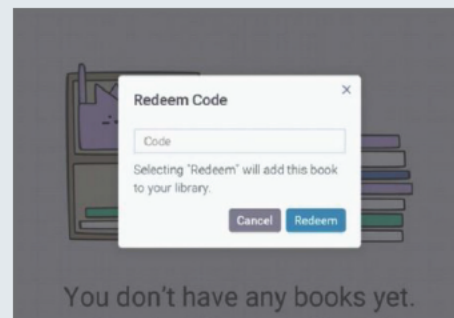 Redeem Code
×
Code
Selecting "Redeem" will add this book
to your library.
Cancel Redeem
You don't have any books yet.